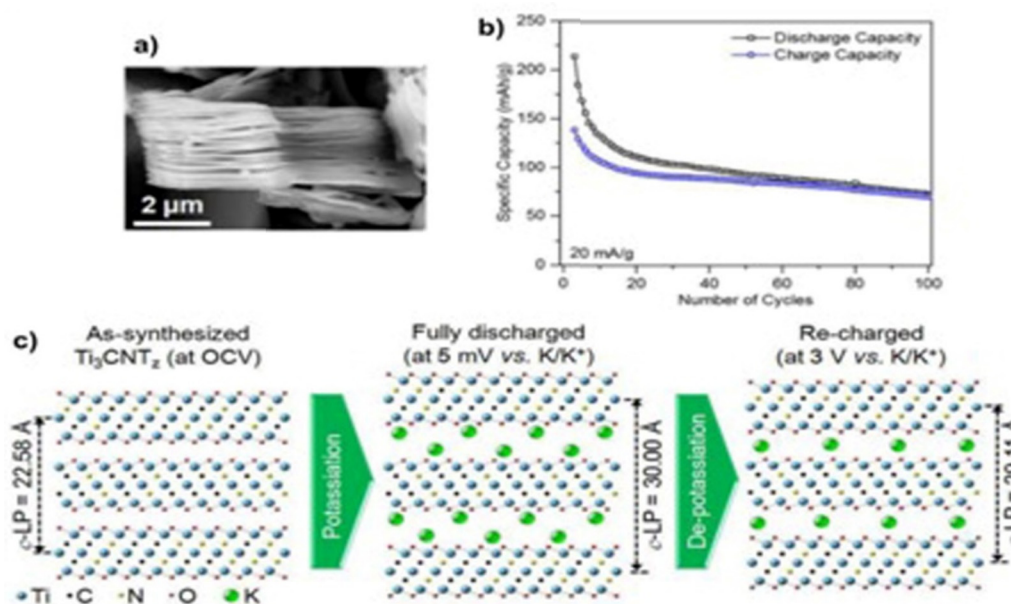 a)
2 μm
b)
Discharge Capacity
Charge Capacity
Specific Capacity (mAh/g)
250
200
150
100
50
0
20 mA/g
0 20 40 60 80 100
Number of Cycles
c)
As-synthesized
Ti₃CNTz (at OCV)
Fully discharged
(at 5 mV vs. K/K⁺)
Re-charged
(at 3 V vs. K/K⁺)
c-LP = 22.58 Å
Potassiation
c-LP = 30.00 Å
De-potassiation
Ti C N O K